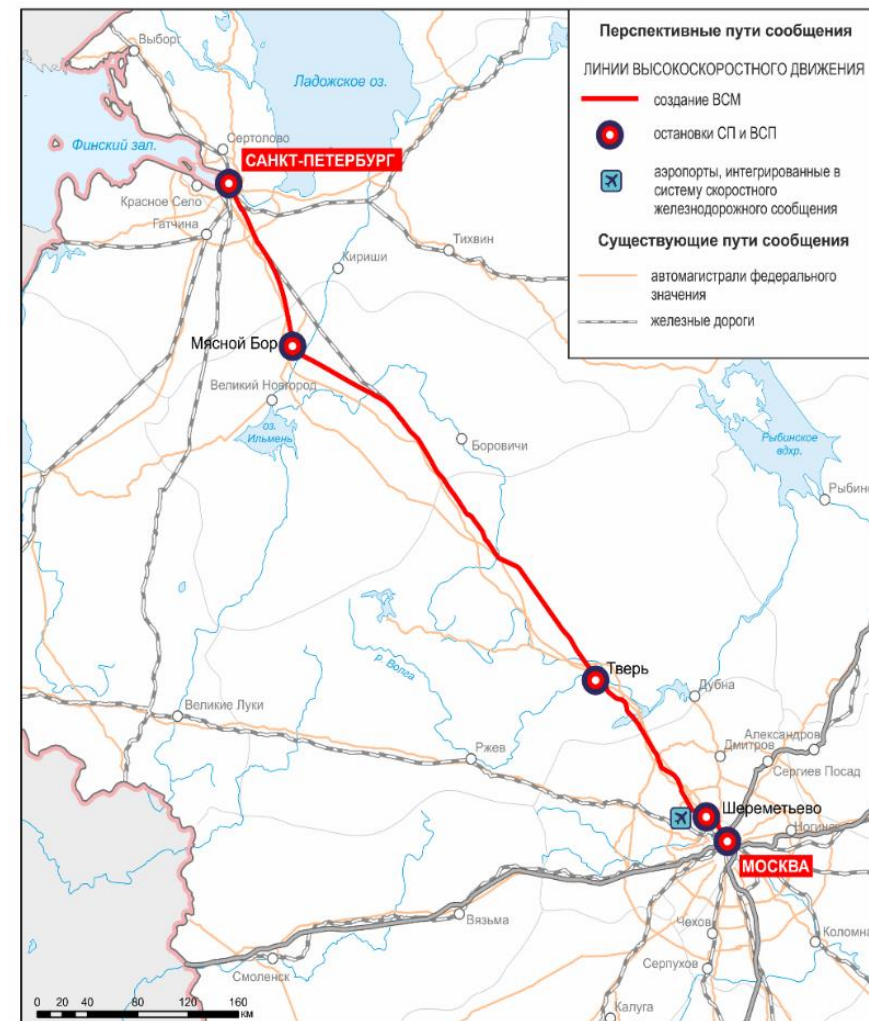 Выборг
Ладожское оз.
Финский зал.
Сертолово
САНКТ-ПЕТЕРБУРГ
Красное Село
Гатчина
Тихвин
Кириши
Мясной Бор
Великий Новгород
оз.
Ильмень
Боровичи
Рыбинское
вдхр.
Рыбинс
р. Волга
Тверь
Дубна
Великие Луки
Ржев
Александров
Дмитров
Сергиев Посад
Шереметьево
Ногинс
МОСКВА
Вязьма
Чехов
Коломна
Серпухов
Смоленск
Калуга
0 20 40 80 120 160
км
Перспективные пути сообщения
ЛИНИИ ВЫСОКОСКОРОСТНОГО ДВИЖЕНИЯ
создание ВСМ
остановки СП и ВСП
аэропорты, интегрированные в
систему скоростного
железнодорожного сообщения
Существующие пути сообщения
автомагистрали федерального
значения
железные дороги